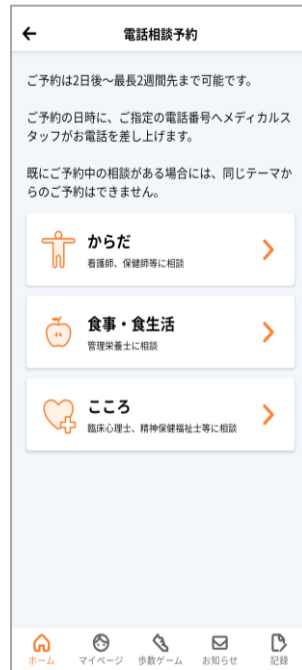 電話相談予約
ご予約は2日後～最長2週間先まで可能です。
ご予約の日時に、ご指定の電話番号へメディカルス
タッフがお電話を差し上げます。
既にご予約中の相談がある場合には、同じテーマか
らのご予約はできません。
からだ
看護師、保健師等に相談
食事・食生活
管理栄養士に相談
こころ
臨床心理士、精神保健福祉士等に相談
ホーム
マイページ
歩数ゲーム
お知らせ
記録